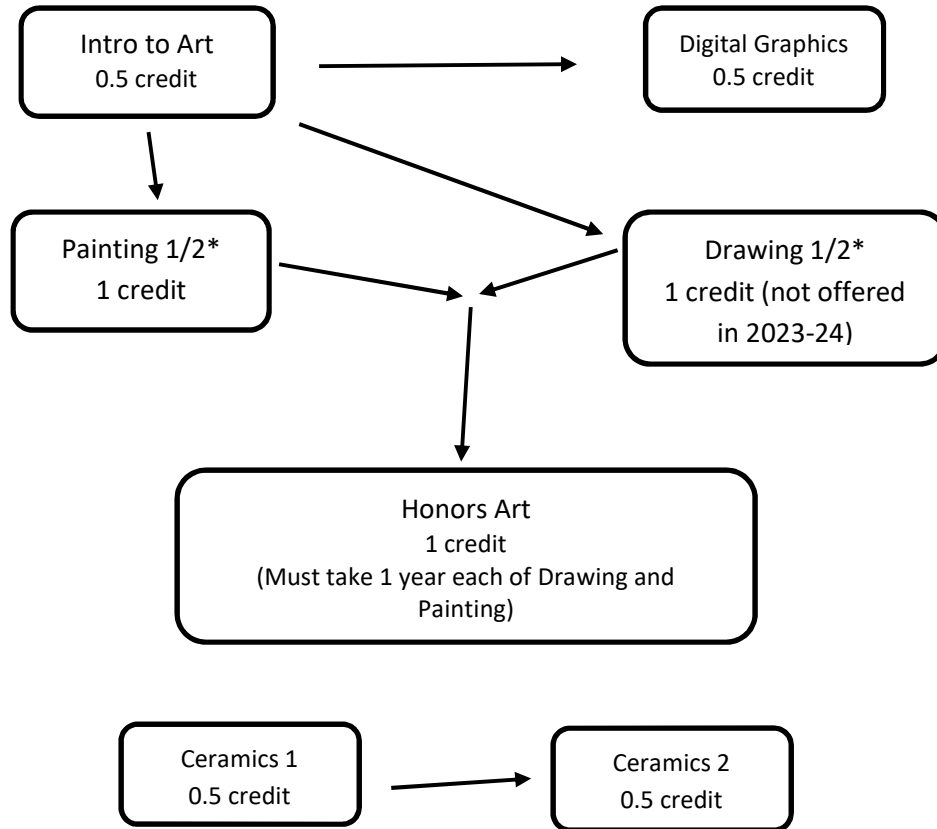 Intro to Art
0.5 credit
Digital Graphics
0.5 credit
Painting 1/2*
1 credit
Drawing 1/2*
1 credit (not offered
in 2023-24)
Honors Art
1 credit
(Must take 1 year each of Drawing and
Painting)
Ceramics 1
0.5 credit
Ceramics 2
0.5 credit